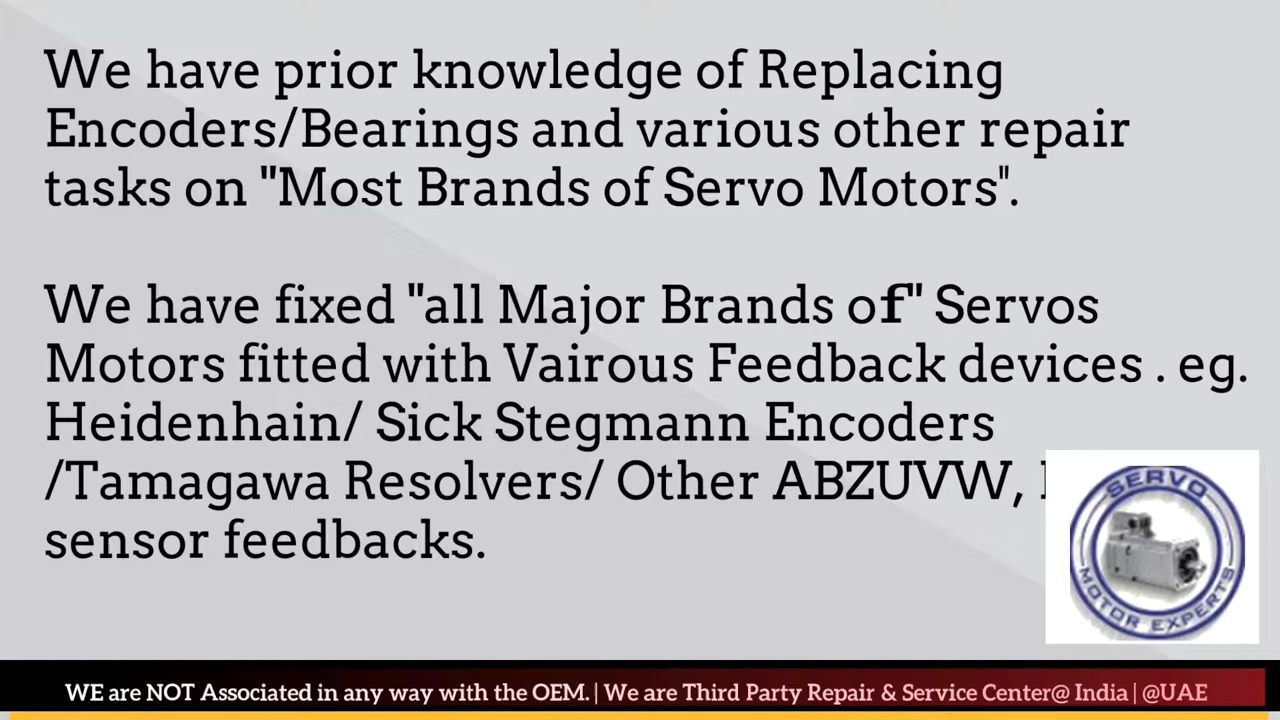 We have prior knowledge of Replacing
Encoders/Bearings and various other repair
tasks on "Most Brands of Servo Motors".
We have fixed "all Major Brands of" Servos
Motors fitted with Vairous Feedback devices . eg.
Heidenhain/ Sick Stegmann Encoders
/Tamagawa Resolvers/ Other ABZUVW,
sensor feedbacks.
SERVO
MOTOR EXPERTS
WE are NOT Associated in any way with the OEM. | We are Third Party Repair & Service Center@ India | @UAE